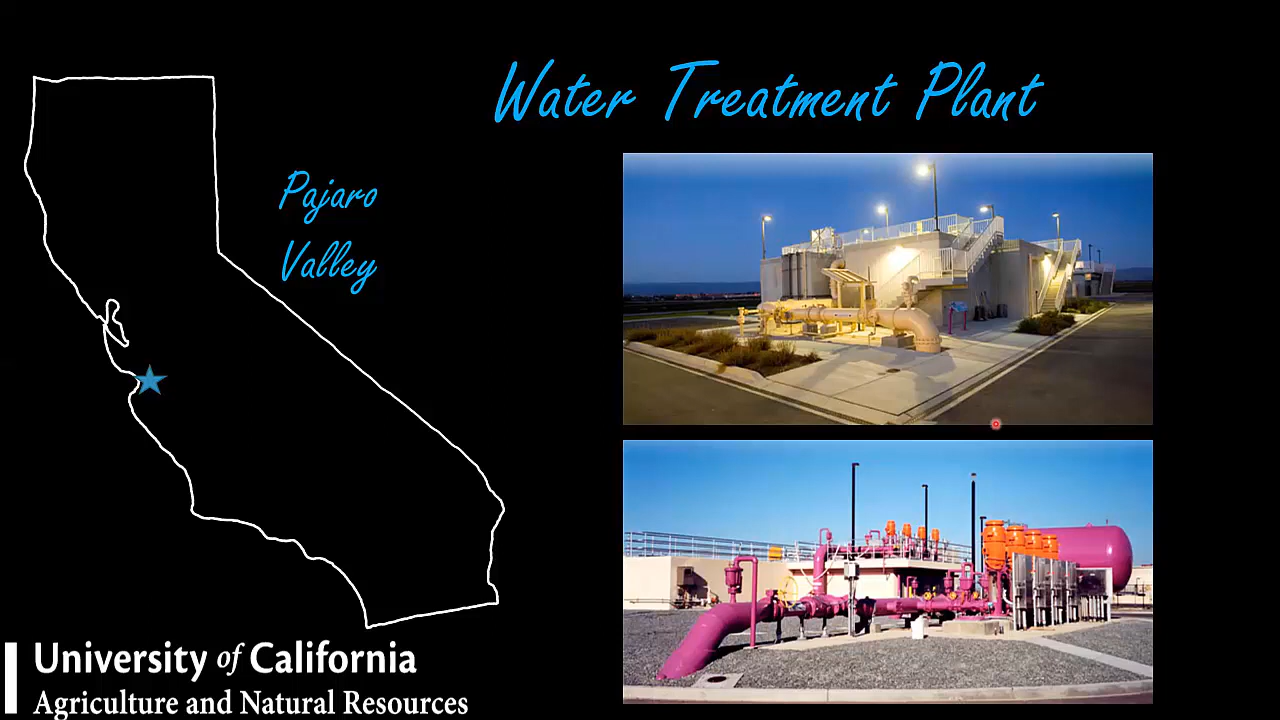 Water Treatment Plant
Pajaro
Valley
University of California
Agriculture and Natural Resources